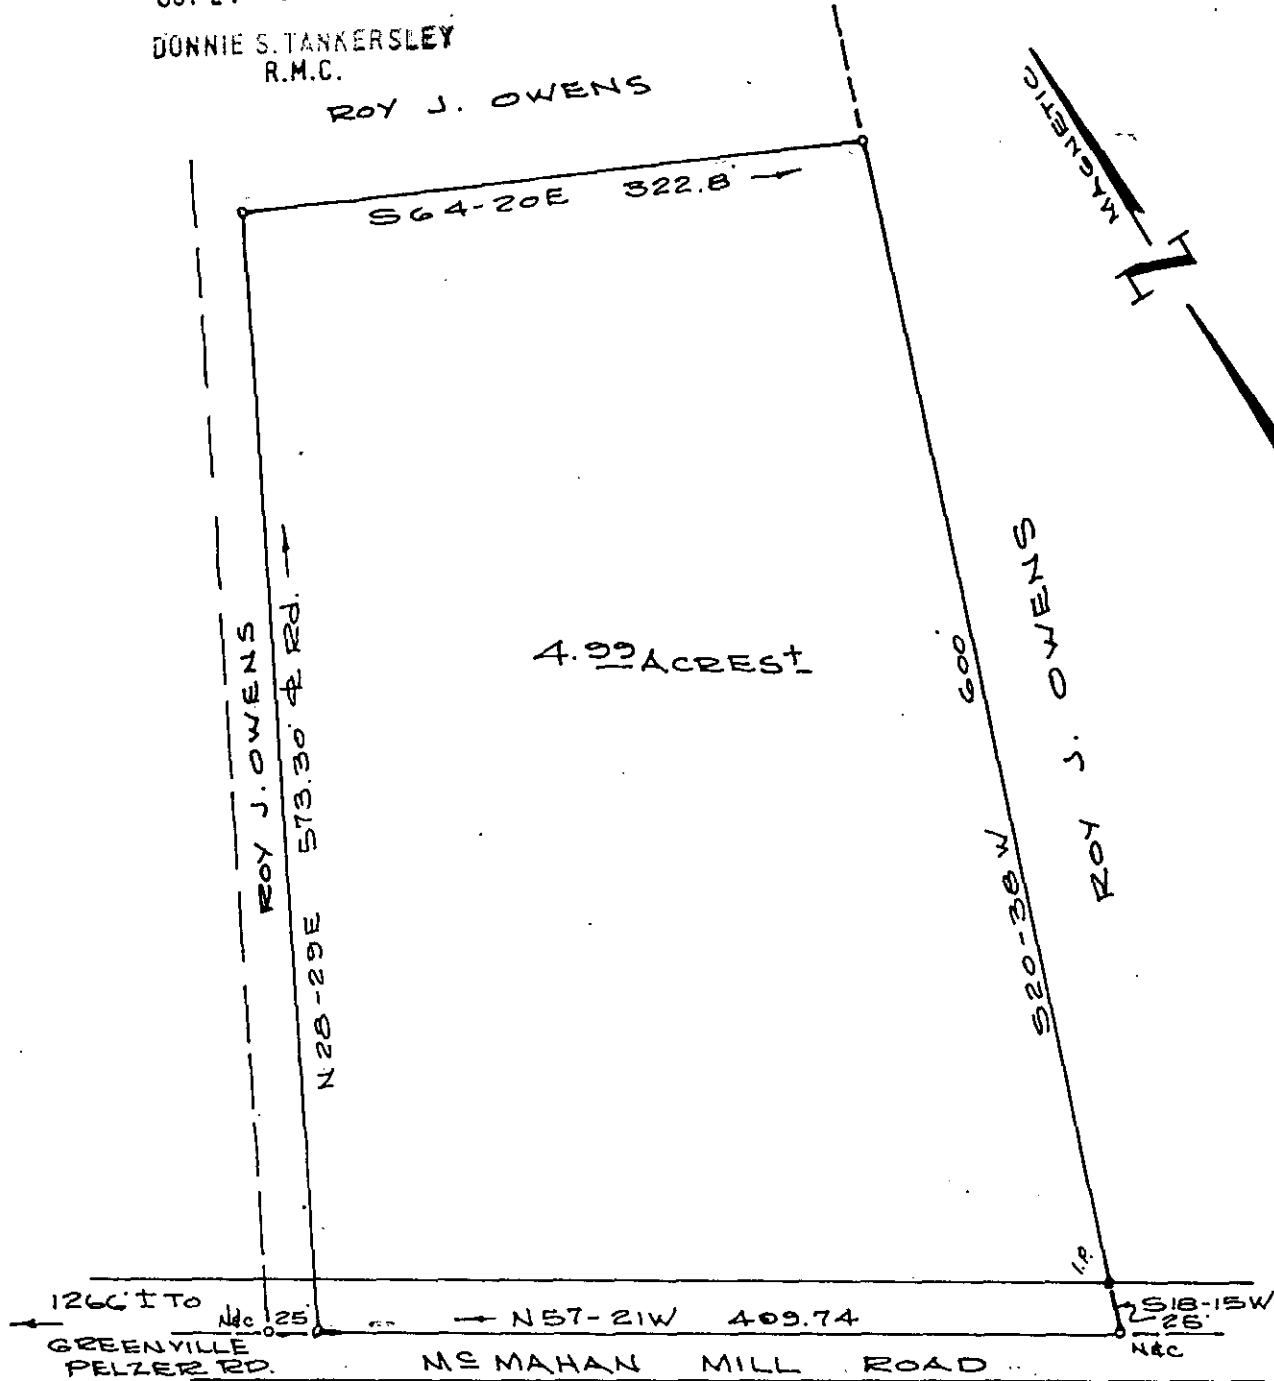 DONNIE S. TANKERSLEY
R.M.C.
ROY J. OWENS
MAGNETIC
N
S64-20E 322.8'
ROY J. OWENS
N28-29E 573.30' ℄ Rd.
4.99 ACRES±
600
S20-38W
ROY J. OWENS
I.P.
1266'± TO
GREENVILLE
PELZER RD.
N&C 25'
N57-21W 409.74
S18-15W
25'
N&C
McMAHAN MILL ROAD